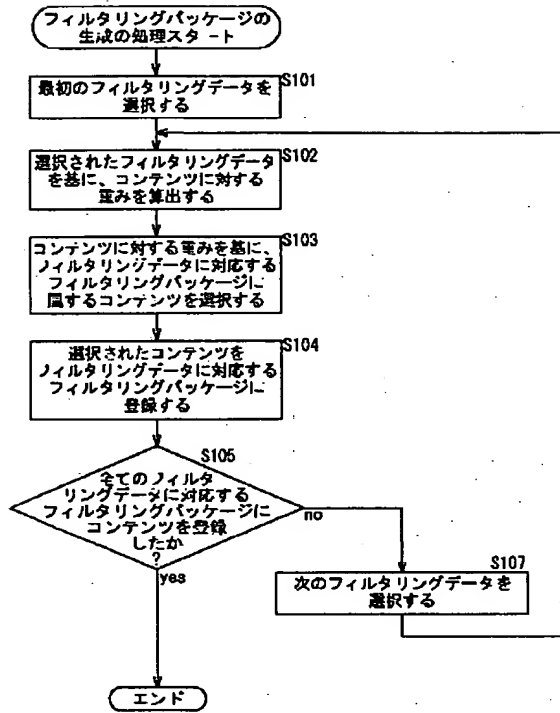 フィルタリングパッケージの
生成の処理スタート
S101
最初のフィルタリングデータを
選択する
S102
選択されたフィルタリングデータ
を基に、コンテンツに対する
重みを算出する
S103
コンテンツに対する重みを基に、
フィルタリングデータに対応する
フィルタリングパッケージに
属するコンテンツを選択する
S104
選択されたコンテンツを
フィルタリングデータに対応する
フィルタリングパッケージに
登録する
S105
全てのフィルタ
リングデータに対応する
フィルタリングパッケージに
コンテンツを登録
したか
?
no
yes
S107
次のフィルタリングデータを
選択する
エンド